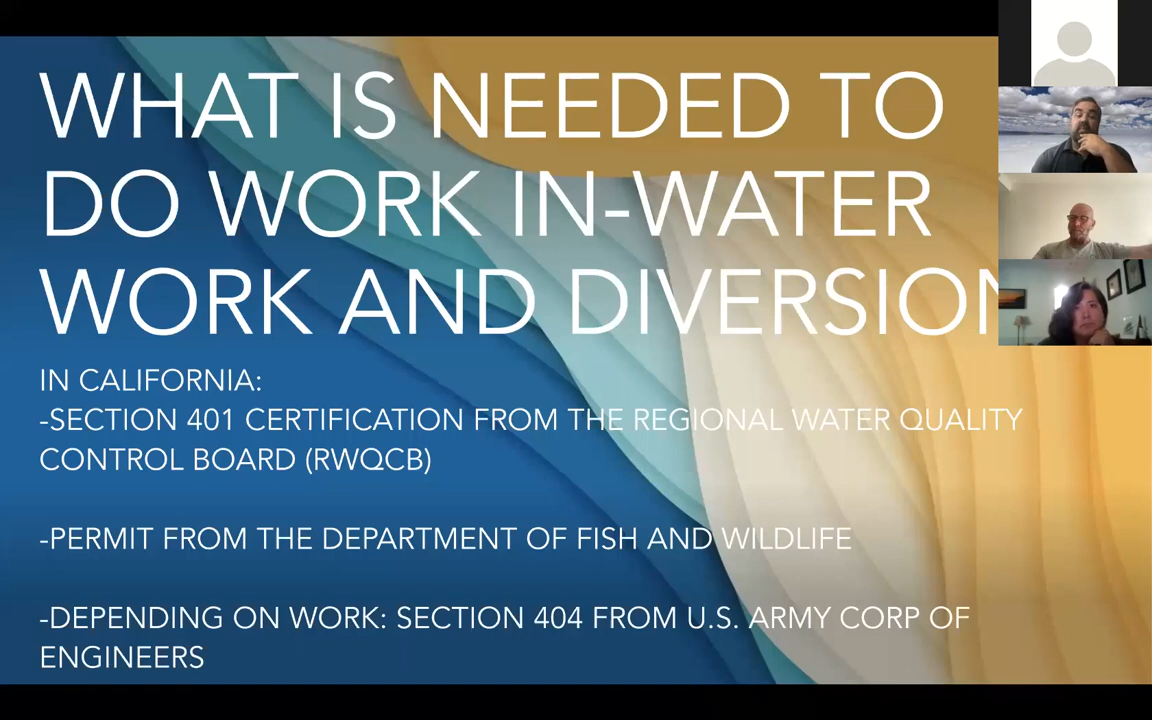 WHAT IS NEEDED TO
DO WORK IN-WATER
WORK AND DIVERSION
IN CALIFORNIA:
-SECTION 401 CERTIFICATION FROM THE REGIONAL WATER QUALITY
CONTROL BOARD (RWQCB)
-PERMIT FROM THE DEPARTMENT OF FISH AND WILDLIFE
-DEPENDING ON WORK: SECTION 404 FROM U.S. ARMY CORP OF
ENGINEERS